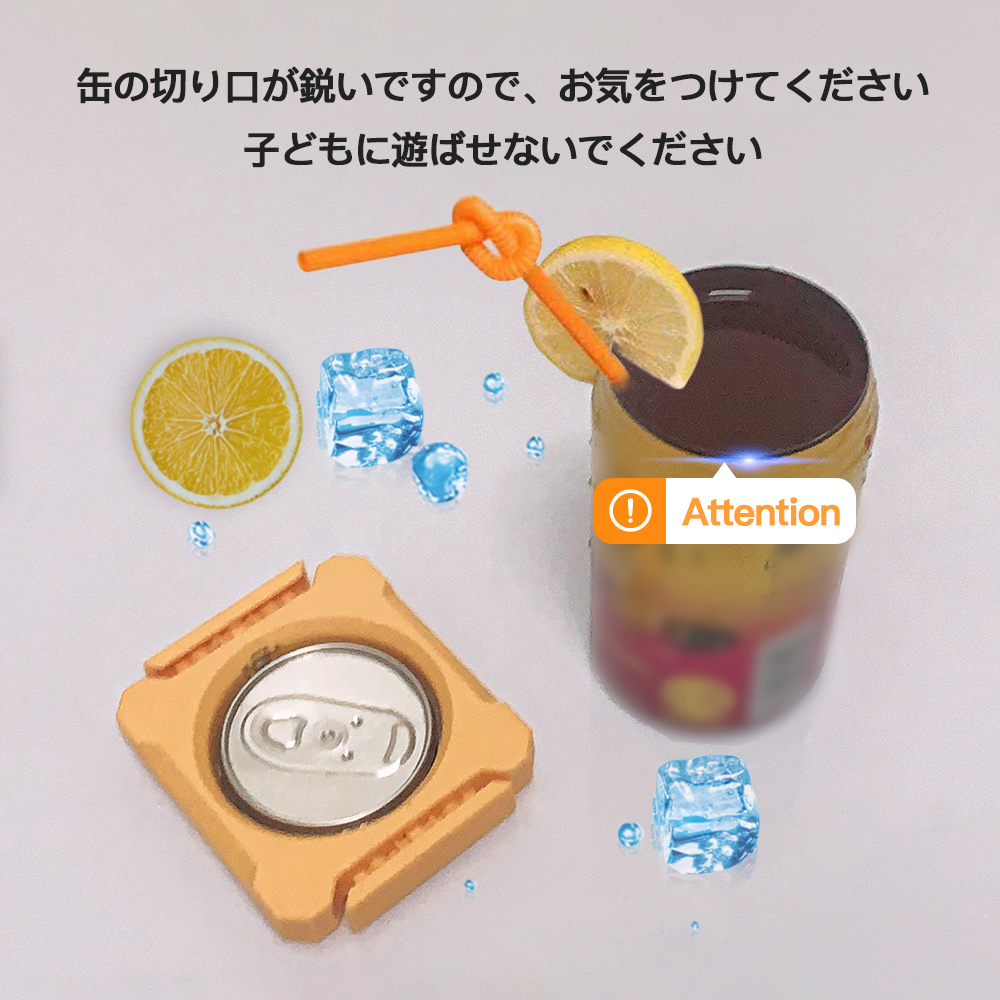 缶の切り口が鋭いですので、お気をつけてください
子どもに遊ばせないでください
Attention